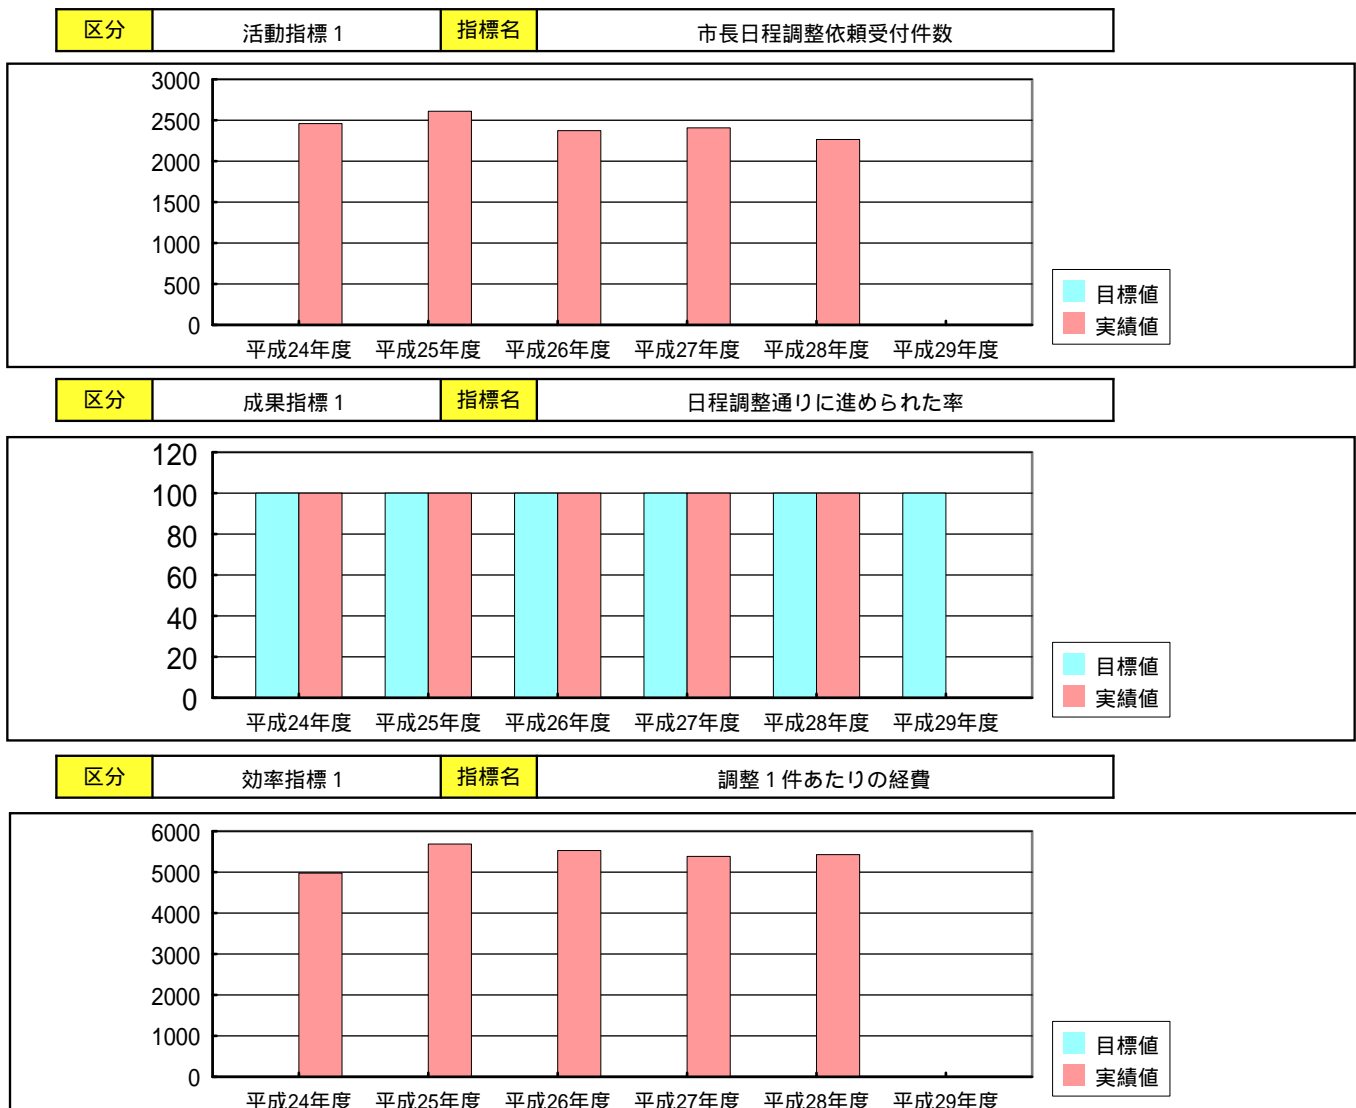 区分 活動指標１ 指標名 市長日程調整依頼受付件数
3000
2500
2000
1500
1000
500
0
平成24年度 平成25年度 平成26年度 平成27年度 平成28年度 平成29年度
目標値
実績値
区分 成果指標１ 指標名 日程調整通りに進められた率
120
100
80
60
40
20
0
平成24年度 平成25年度 平成26年度 平成27年度 平成28年度 平成29年度
目標値
実績値
区分 効率指標１ 指標名 調整１件あたりの経費
6000
5000
4000
3000
2000
1000
0
平成24年度 平成25年度 平成26年度 平成27年度 平成28年度 平成29年度
目標値
実績値